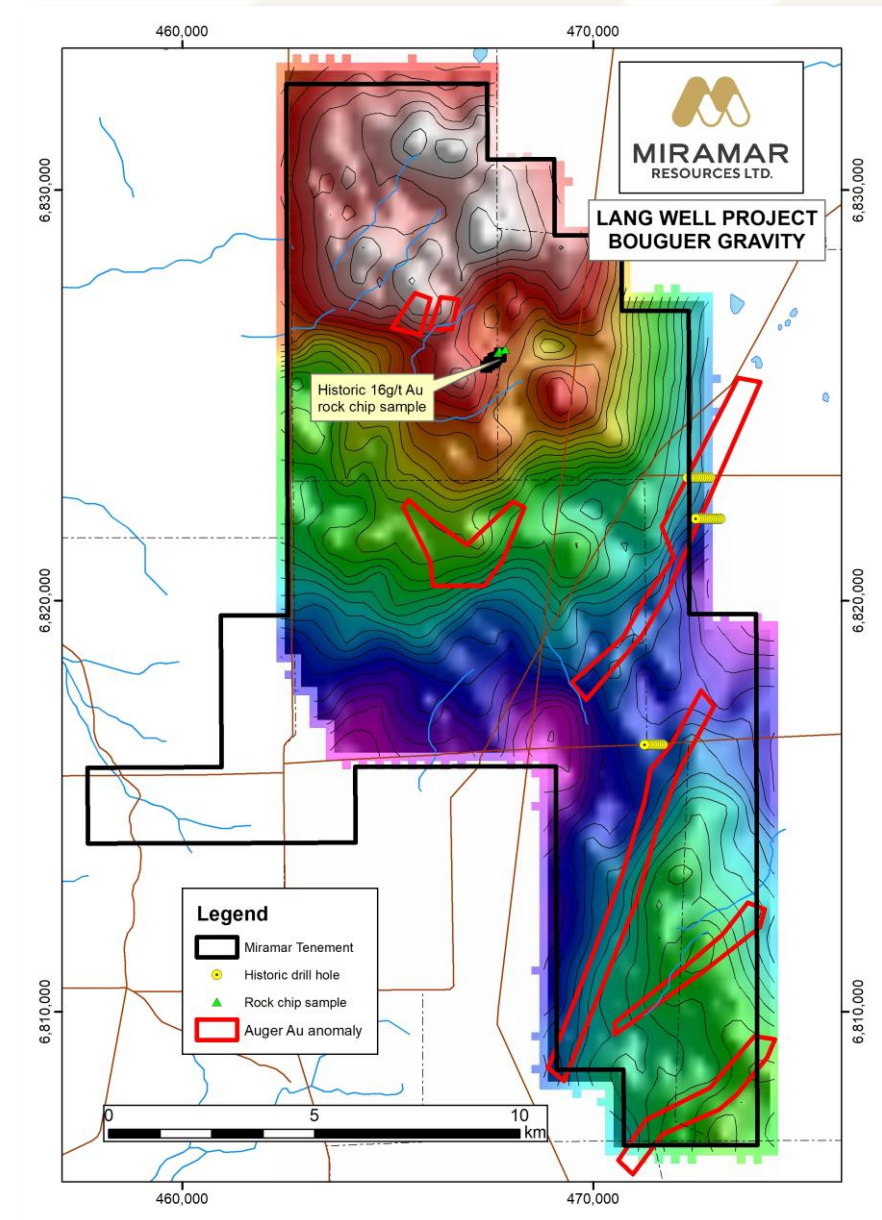 460,000
470,000
MIRAMAR
RESOURCES LTD.
LANG WELL PROJECT
BOUGUER GRAVITY
6,830,000
6,830,000
Historic 16g/t Au
rock chip sample
6,820,000
6,820,000
Legend
Miramar Tenement
Historic drill hole
Rock chip sample
Auger Au anomaly
6,810,000
6,810,000
0
5
10
km
460,000
470,000